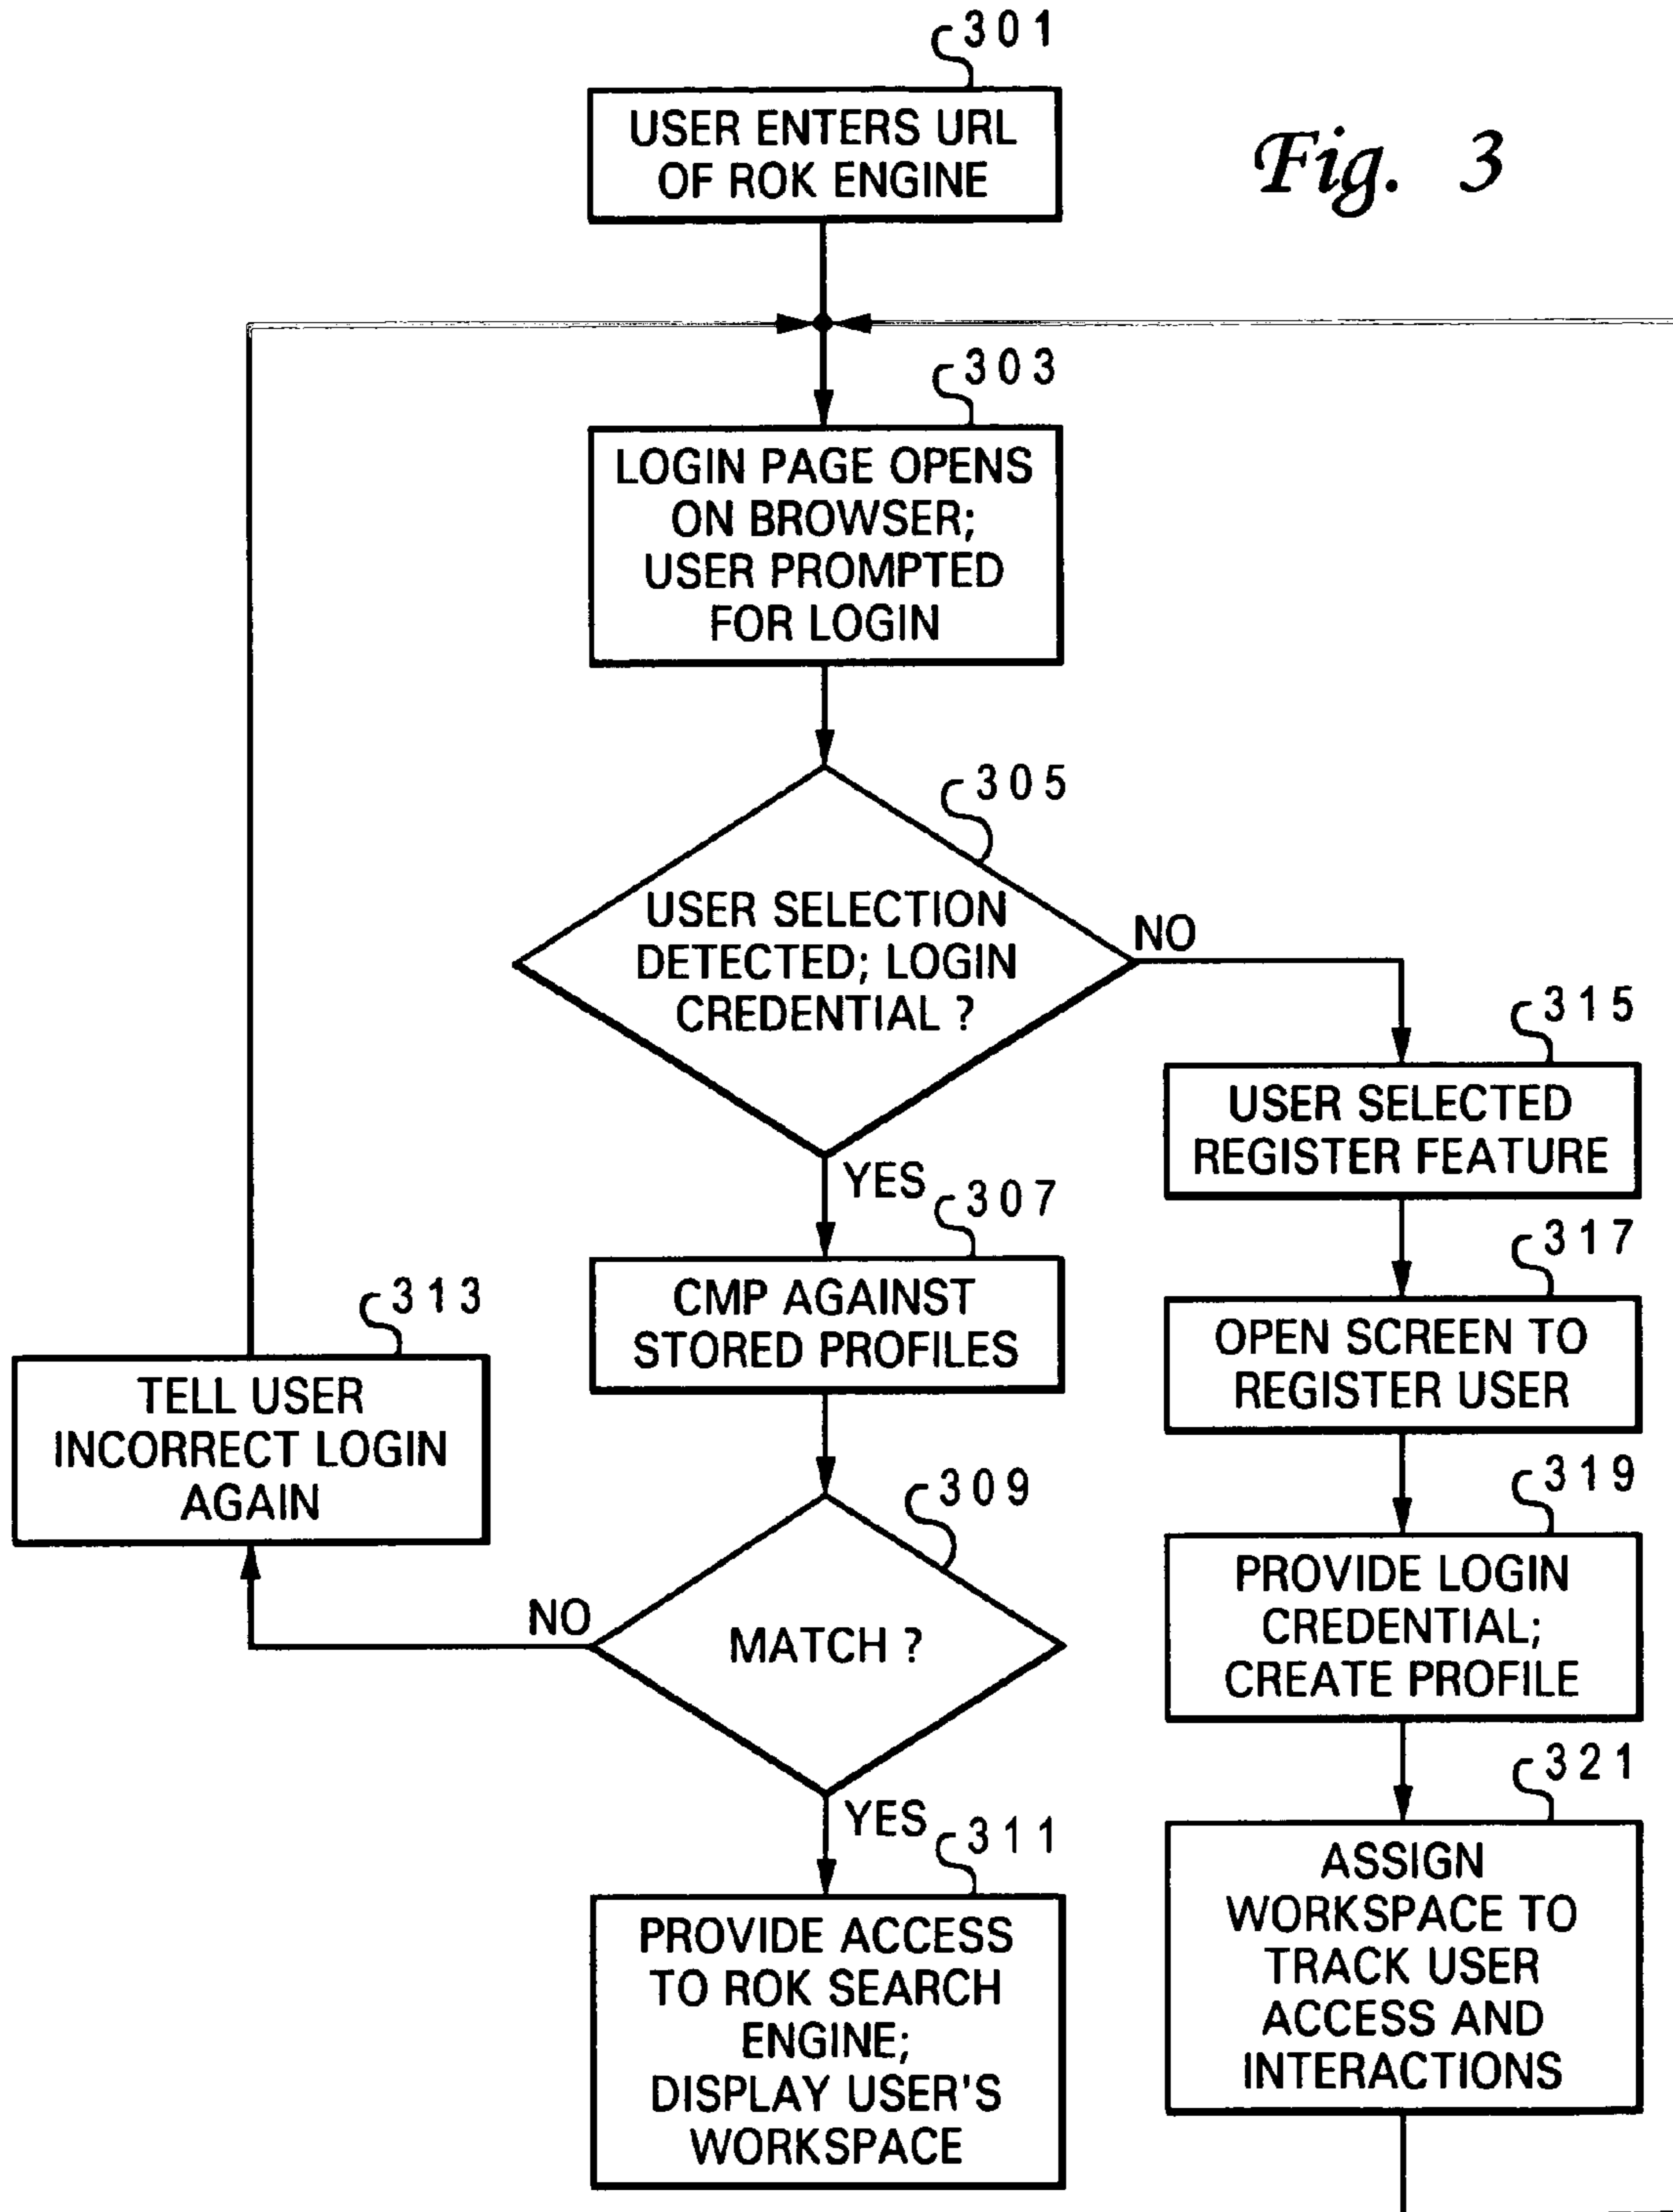 301
USER ENTERS URL
OF ROK ENGINE
Fig. 3
303
LOGIN PAGE OPENS
ON BROWSER;
USER PROMPTED
FOR LOGIN
305
USER SELECTION
DETECTED; LOGIN
CREDENTIAL ?
NO
YES
307
CMP AGAINST
STORED PROFILES
309
MATCH ?
NO
313
TELL USER
INCORRECT LOGIN
AGAIN
YES
311
PROVIDE ACCESS
TO ROK SEARCH
ENGINE;
DISPLAY USER'S
WORKSPACE
315
USER SELECTED
REGISTER FEATURE
317
OPEN SCREEN TO
REGISTER USER
319
PROVIDE LOGIN
CREDENTIAL;
CREATE PROFILE
321
ASSIGN
WORKSPACE TO
TRACK USER
ACCESS AND
INTERACTIONS